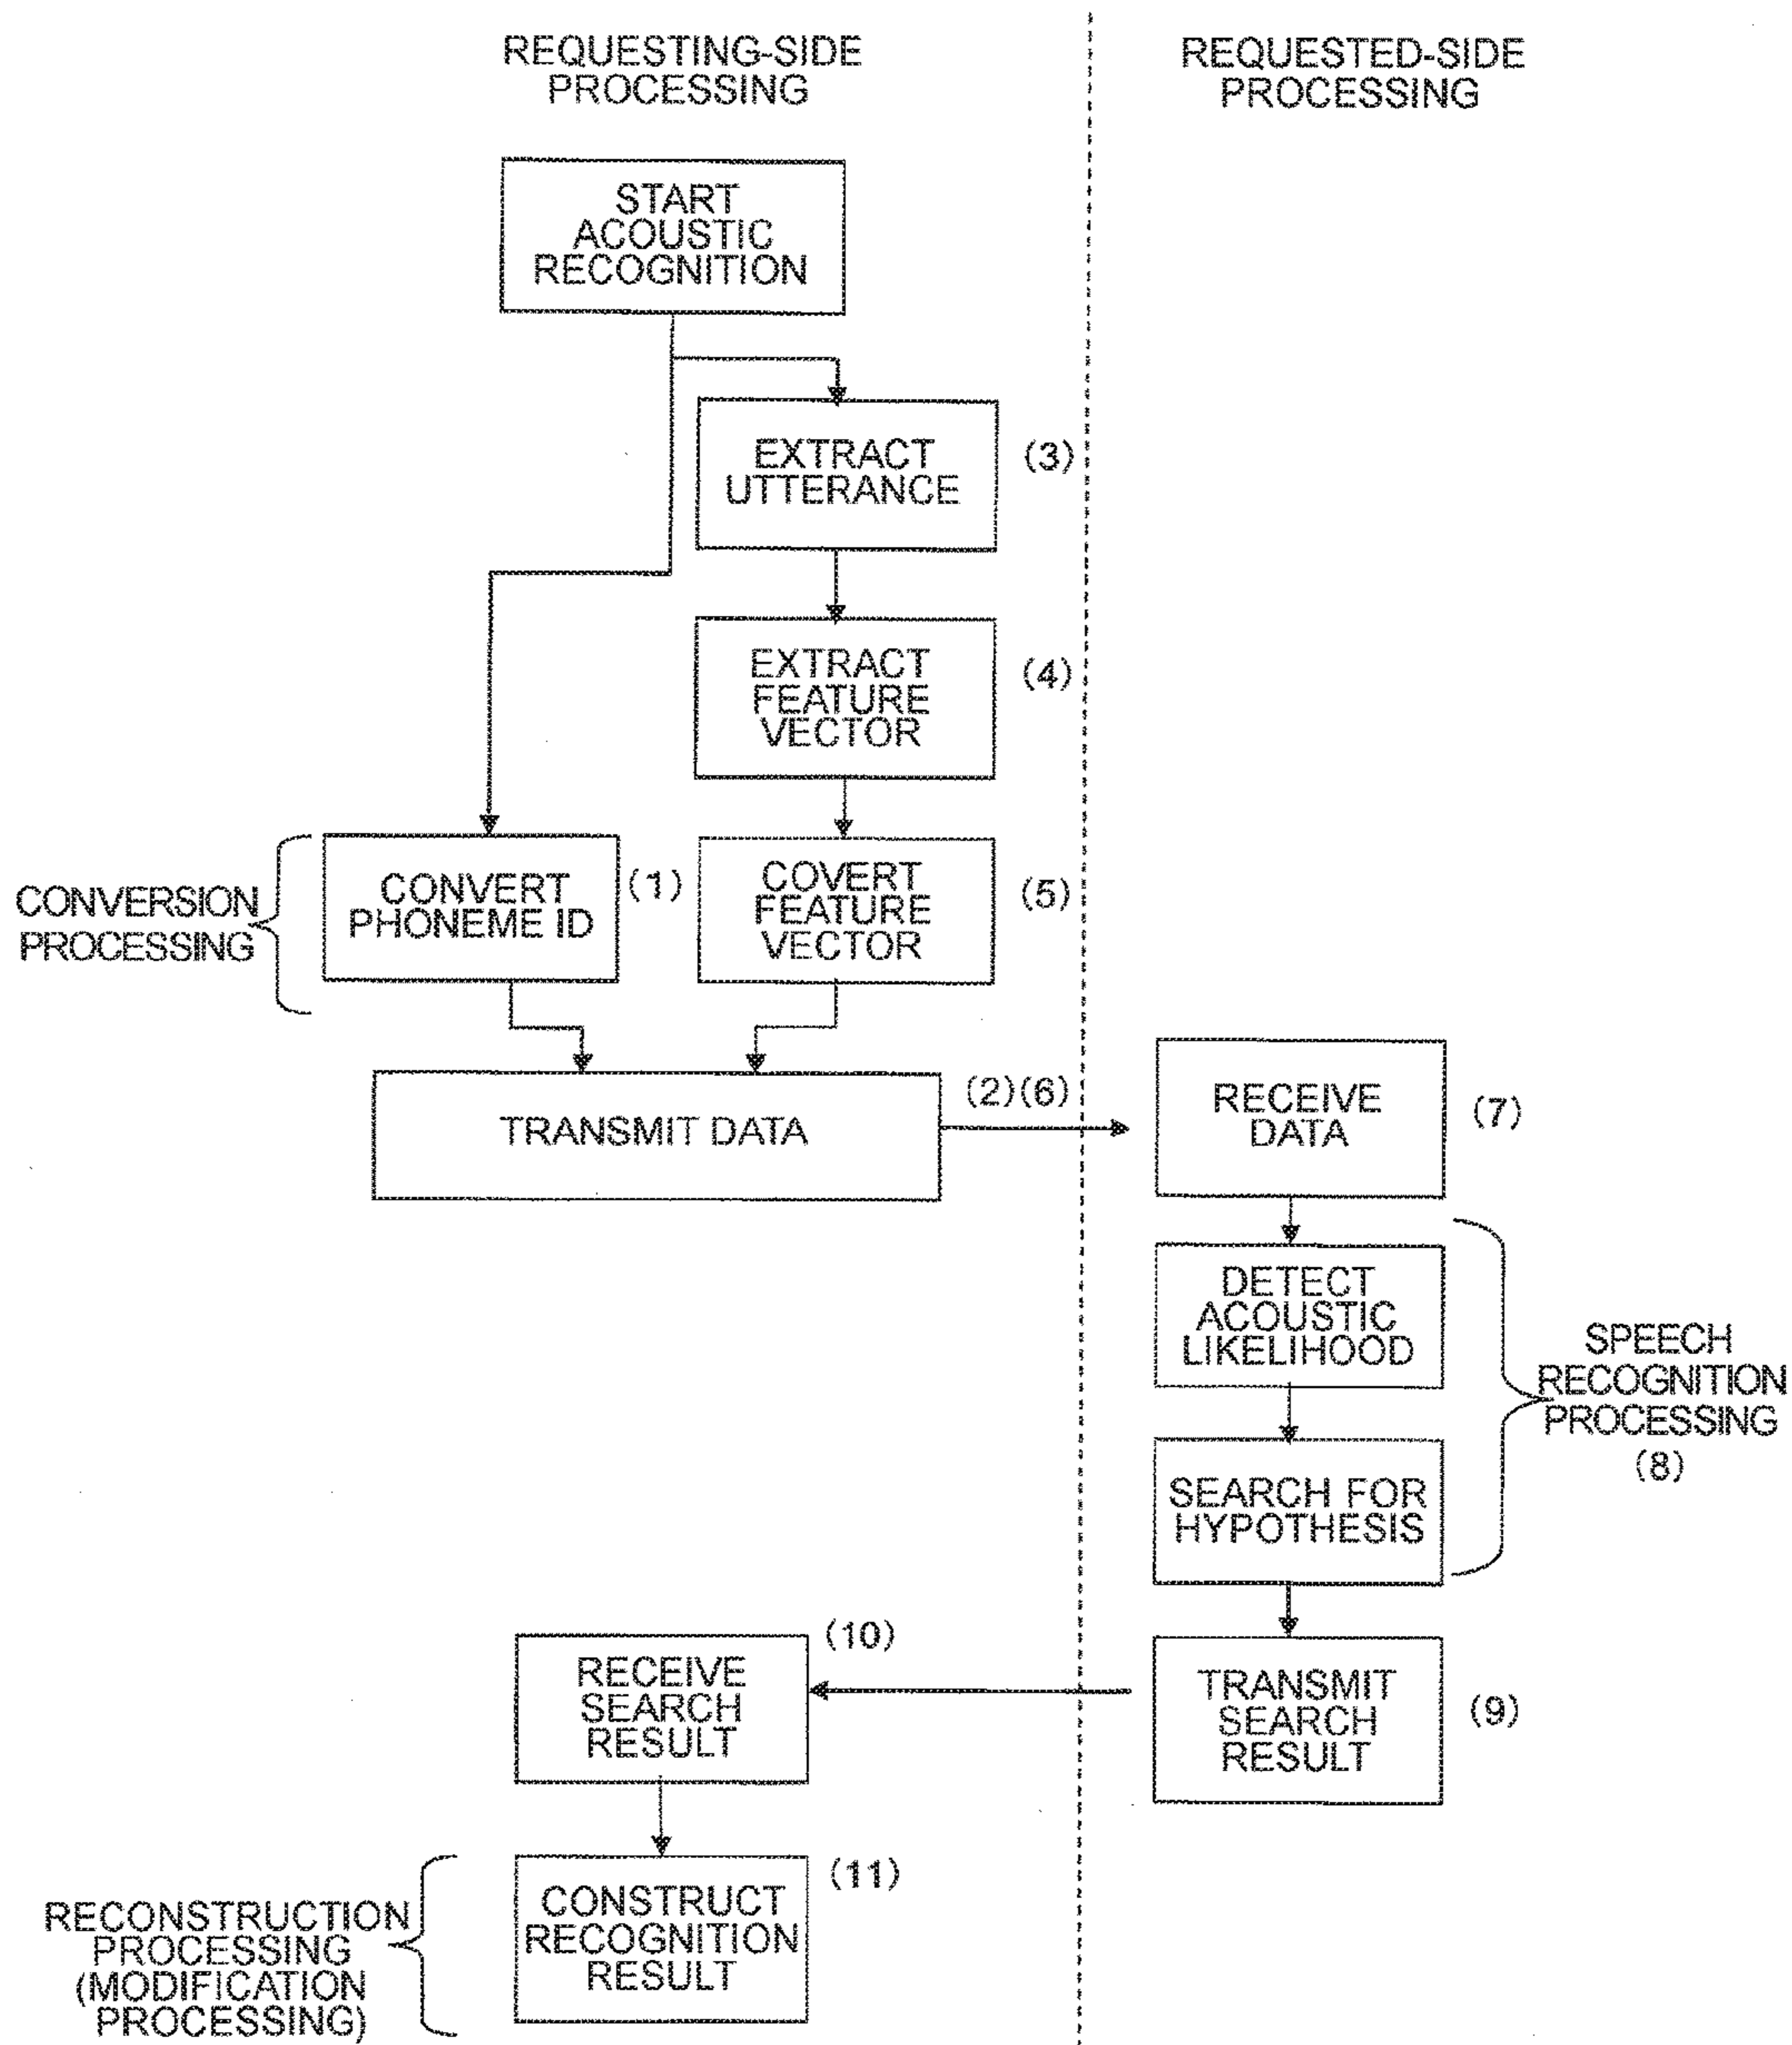 REQUESTING-SIDE
PROCESSING
REQUESTED-SIDE
PROCESSING
START
ACOUSTIC
RECOGNITION
EXTRACT
UTTERANCE
(3)
EXTRACT
FEATURE
VECTOR
(4)
CONVERSION
PROCESSING
CONVERT
PHONEME ID
(1)
COVERT
FEATURE
VECTOR
(5)
TRANSMIT DATA
(2)(6)
RECEIVE
DATA
(7)
DETECT
ACOUSTIC
LIKELIHOOD
SEARCH FOR
HYPOTHESIS
SPEECH
RECOGNITION
PROCESSING
(8)
TRANSMIT
SEARCH
RESULT
(9)
RECEIVE
SEARCH
RESULT
(10)
CONSTRUCT
RECOGNITION
RESULT
(11)
RECONSTRUCTION
PROCESSING
(MODIFICATION
PROCESSING)